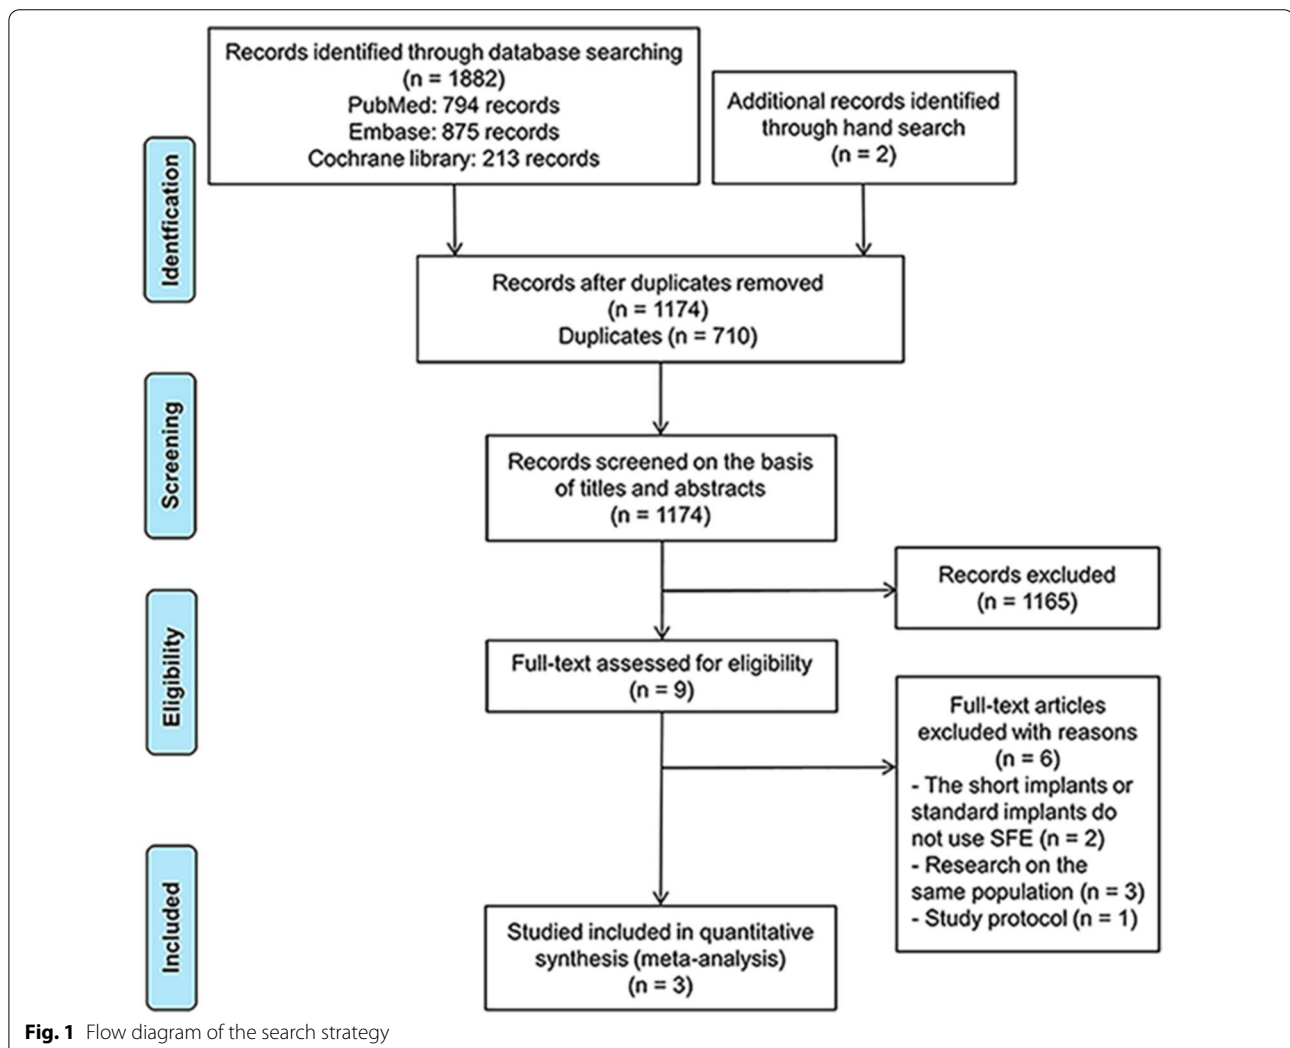 Records identified through database searching
(n = 1882)
PubMed: 794 records
Embase: 875 records
Cochrane library: 213 records
Additional records identified
through hand search
(n = 2)
Identfication
Records after duplicates removed
(n = 1174)
Duplicates (n = 710)
Screening
Records screened on the basis
of titles and abstracts
(n = 1174)
Records excluded
(n = 1165)
Eligibility
Full-text assessed for eligibility
(n = 9)
Full-text articles
excluded with reasons
(n = 6)
- The short implants or
standard implants do
not use SFE (n = 2)
- Research on the
same population (n = 3)
- Study protocol (n = 1)
Included
Studied included in quantitative
synthesis (meta-analysis)
(n = 3)
Fig. 1 Flow diagram of the search strategy